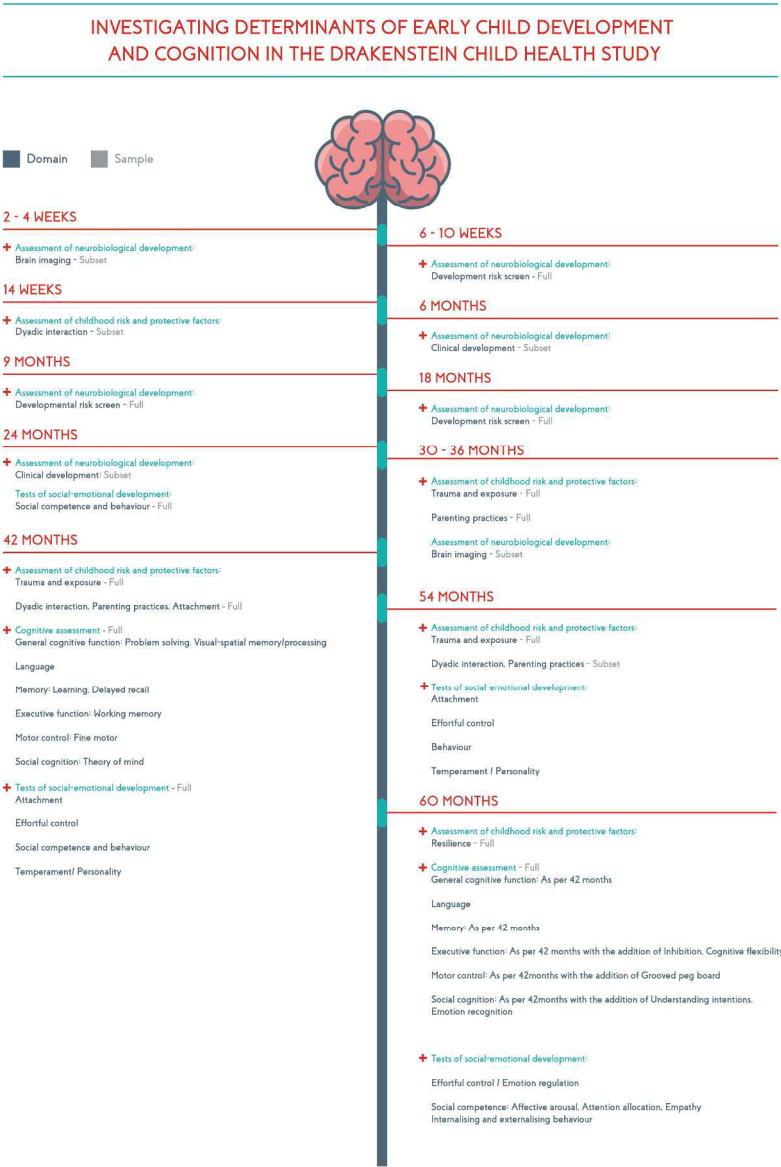 INVESTIGATING DETERMINANTS OF EARLY CHILD DEVELOPMENT
AND COGNITION IN THE DRAKENSTEIN CHILD HEALTH STUDY
Domain
Sample
2 - 4 WEEKS
Assessment of neurobiological development:
Brain imaging - Subset
6 - 10 WEEKS
Assessment of neurobiological development:
Development risk screen - Full
14 WEEKS
Assessment of childhood risk and protective factors:
Dyadic interaction - Subset
6 MONTHS
Assessment of neurobiological development:
Clinical development - Subset
9 MONTHS
Assessment of neurobiological development:
Developmental risk screen - Full
18 MONTHS
Assessment of neurobiological development:
Development risk screen - Full
24 MONTHS
Assessment of neurobiological development:
Clinical development: Subset
Tests of social-emotional development:
Social competence and behaviour - Full
30 - 36 MONTHS
Assessment of childhood risk and protective factors:
Trauma and exposure - Full
Parenting practices - Full
Assessment of neurobiological development:
Brain imaging - Subset
42 MONTHS
Assessment of childhood risk and protective factors:
Trauma and exposure - Full
Dyadic interaction, Parenting practices, Attachment - Full
Cognitive assessment - Full
General cognitive function: Problem solving, Visual-spatial memory/processing
Language
Memory: Learning, Delayed recall
Executive function: Working memory
Motor control: Fine motor
Social cognition: Theory of mind
Tests of social-emotional development - Full
Attachment
Effortful control
Social competence and behaviour
Temperament/ Personality
54 MONTHS
Assessment of childhood risk and protective factors:
Trauma and exposure - Full
Dyadic interaction, Parenting practices - Subset
Tests of social-emotional development:
Attachment
Effortful control
Behaviour
Temperament / Personality
60 MONTHS
Assessment of childhood risk and protective factors:
Resilience - Full
Cognitive assessment - Full
General cognitive function: As per 42 months
Language
Memory: As per 42 months
Executive function: As per 42 months with the addition of Inhibition, Cognitive flexibility
Motor control: As per 42months with the addition of Grooved peg board
Social cognition: As per 42months with the addition of Understanding intentions,
Emotion recognition
Tests of social-emotional development:
Effortful control / Emotion regulation
Social competence: Affective arousal, Attention allocation, Empathy
Internalising and externalising behaviour